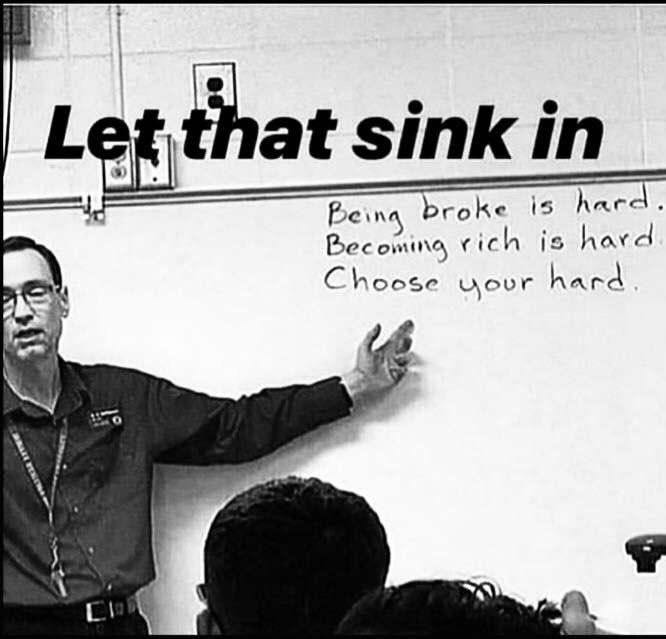 Let that sink in
Being broke is hard.
Becoming rich is hard.
Choose your hard.